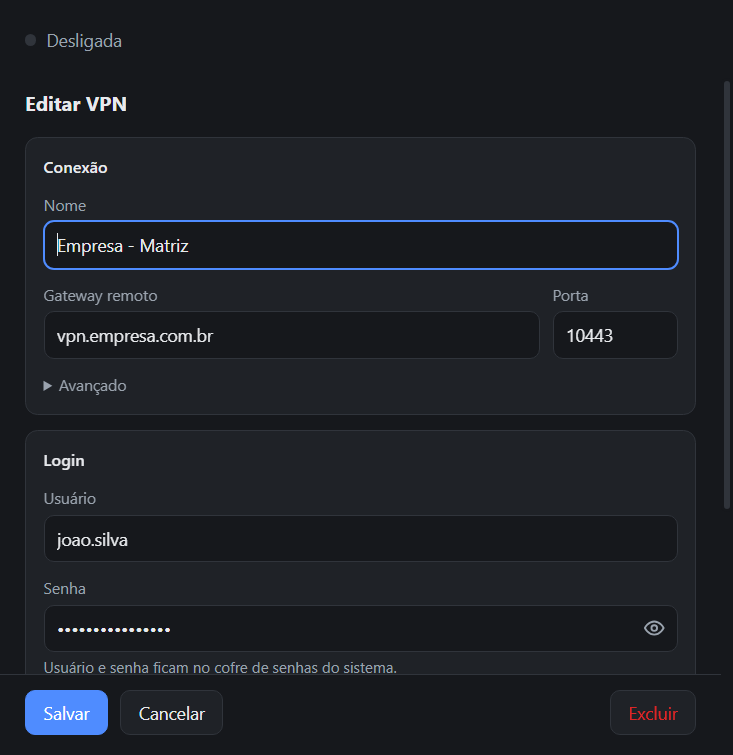 Desligada
Editar VPN
Conexão
Nome
Empresa - Matriz
Gateway remoto
Porta
vpn.empresa.com.br
10443
Avançado
Login
Usuário
joao.silva
Senha
••••••••••••••••
Usuário e senha ficam no cofre de senhas do sistema.
Salvar
Cancelar
Excluir